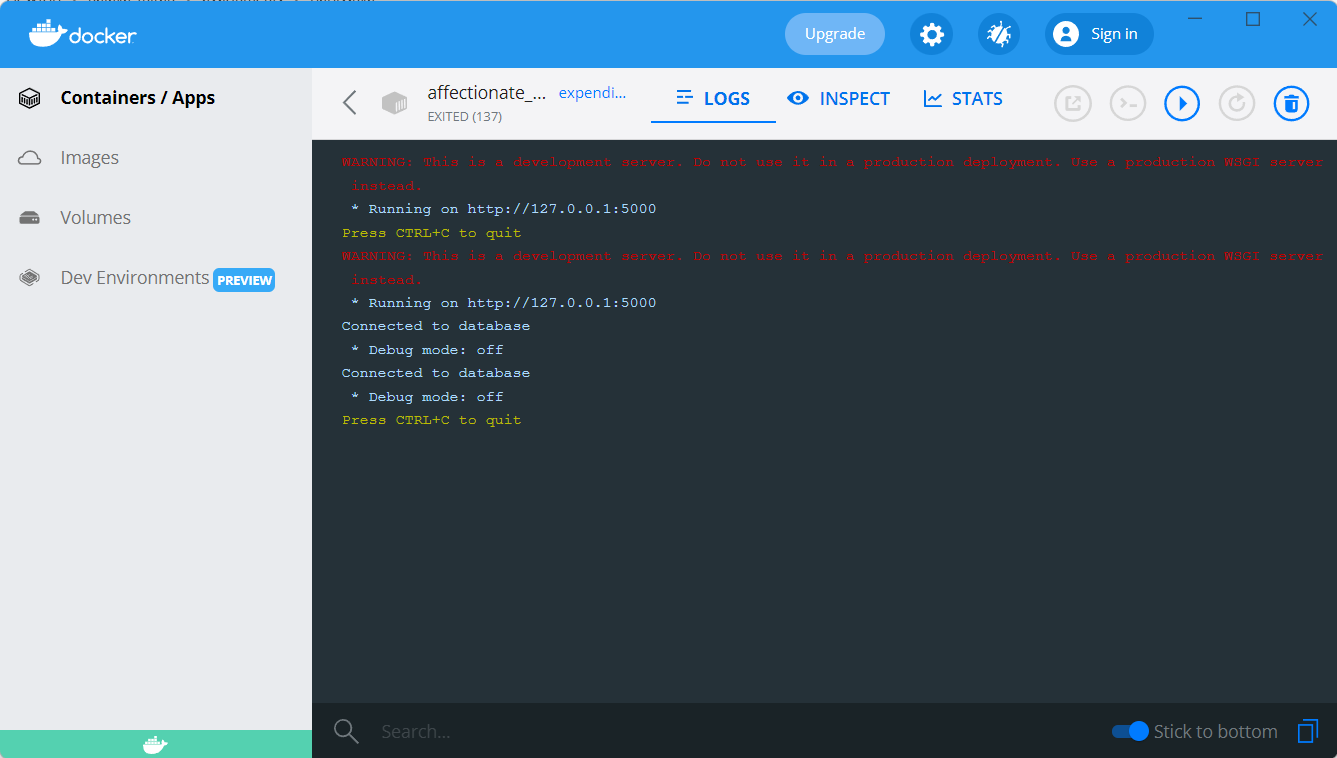 docker
Upgrade
Sign in
Containers / Apps
Images
Volumes
Dev Environments PREVIEW
affectionate_... expendi...
EXITED (137)
LOGS
INSPECT
STATS
WARNING: This is a development server. Do not use it in a production deployment. Use a production WSGI server
instead.
* Running on http://127.0.0.1:5000
Press CTRL+C to quit
WARNING: This is a development server. Do not use it in a production deployment. Use a production WSGI server
instead.
* Running on http://127.0.0.1:5000
Connected to database
* Debug mode: off
Connected to database
* Debug mode: off
Press CTRL+C to quit
Search...
Stick to bottom